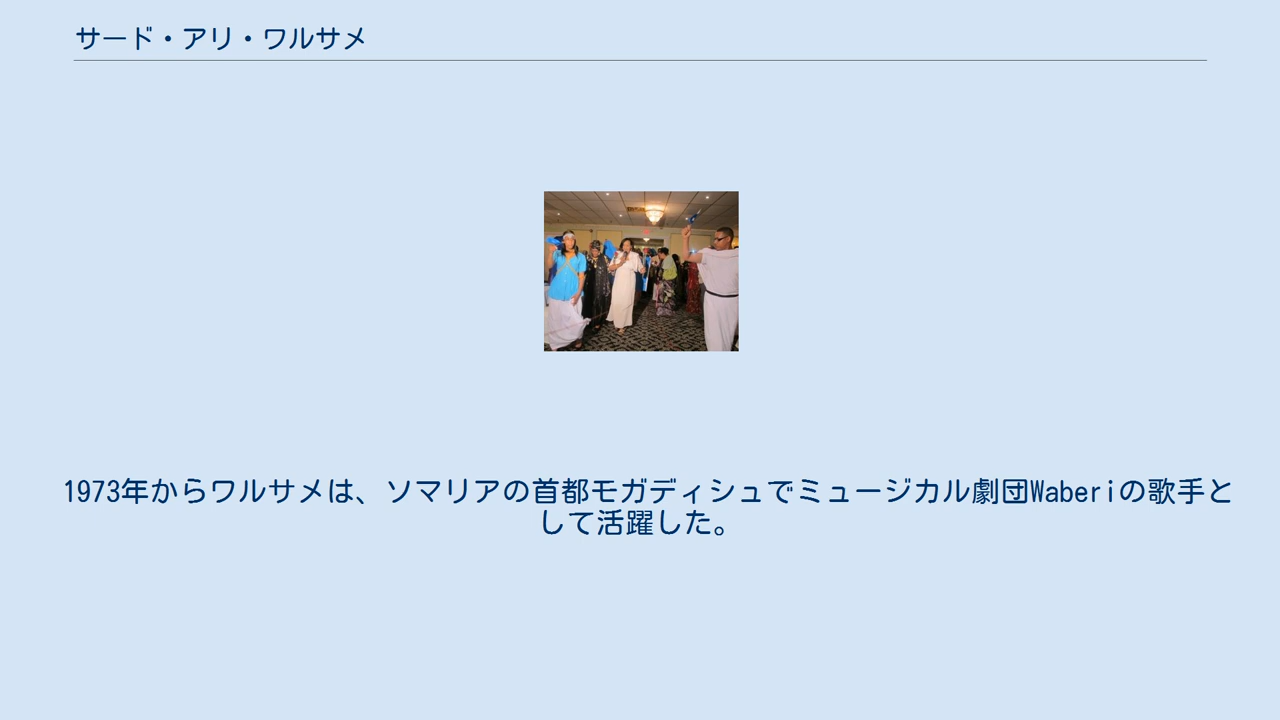 サード・アリ・ワルサメ
1973年からワルサメは、ソマリアの首都モガディシュでミュージカル劇団Waberiの歌手と
して活躍した。